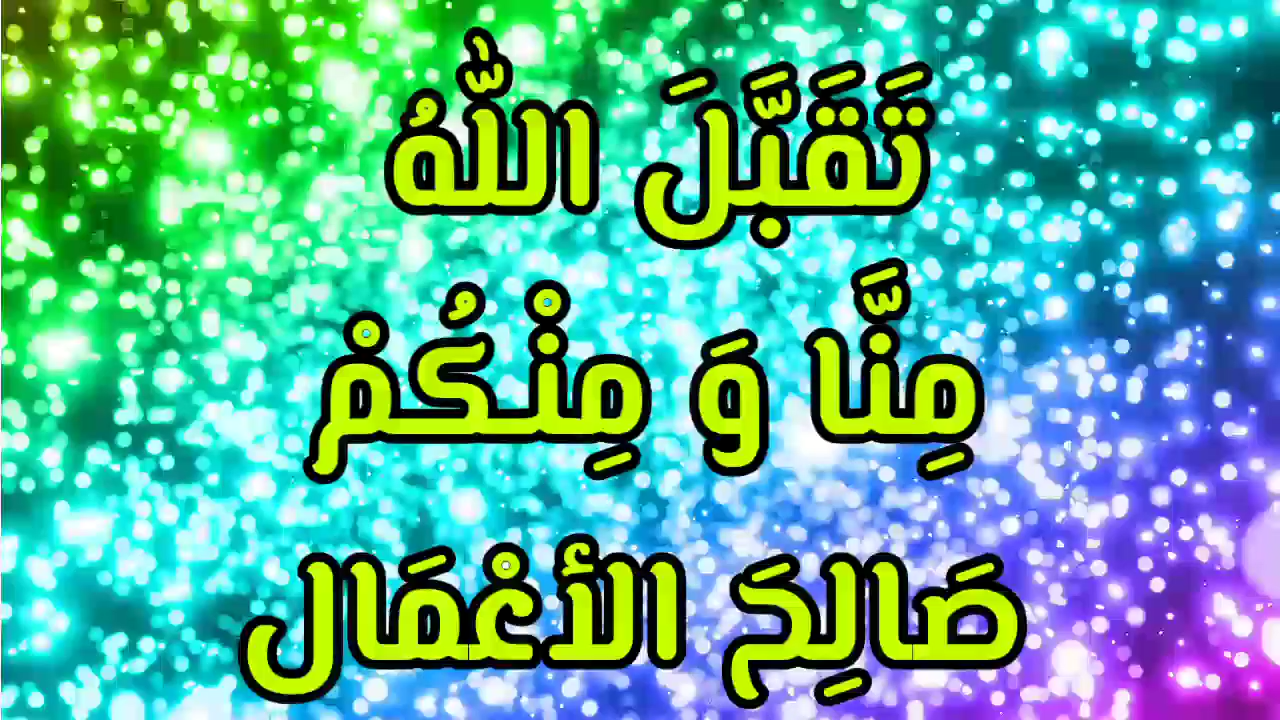 تَقَبَّلَ اللّٰهُ
مِنَّا وَ مِنْكُمْ
صَالِحَ الأعْمَال